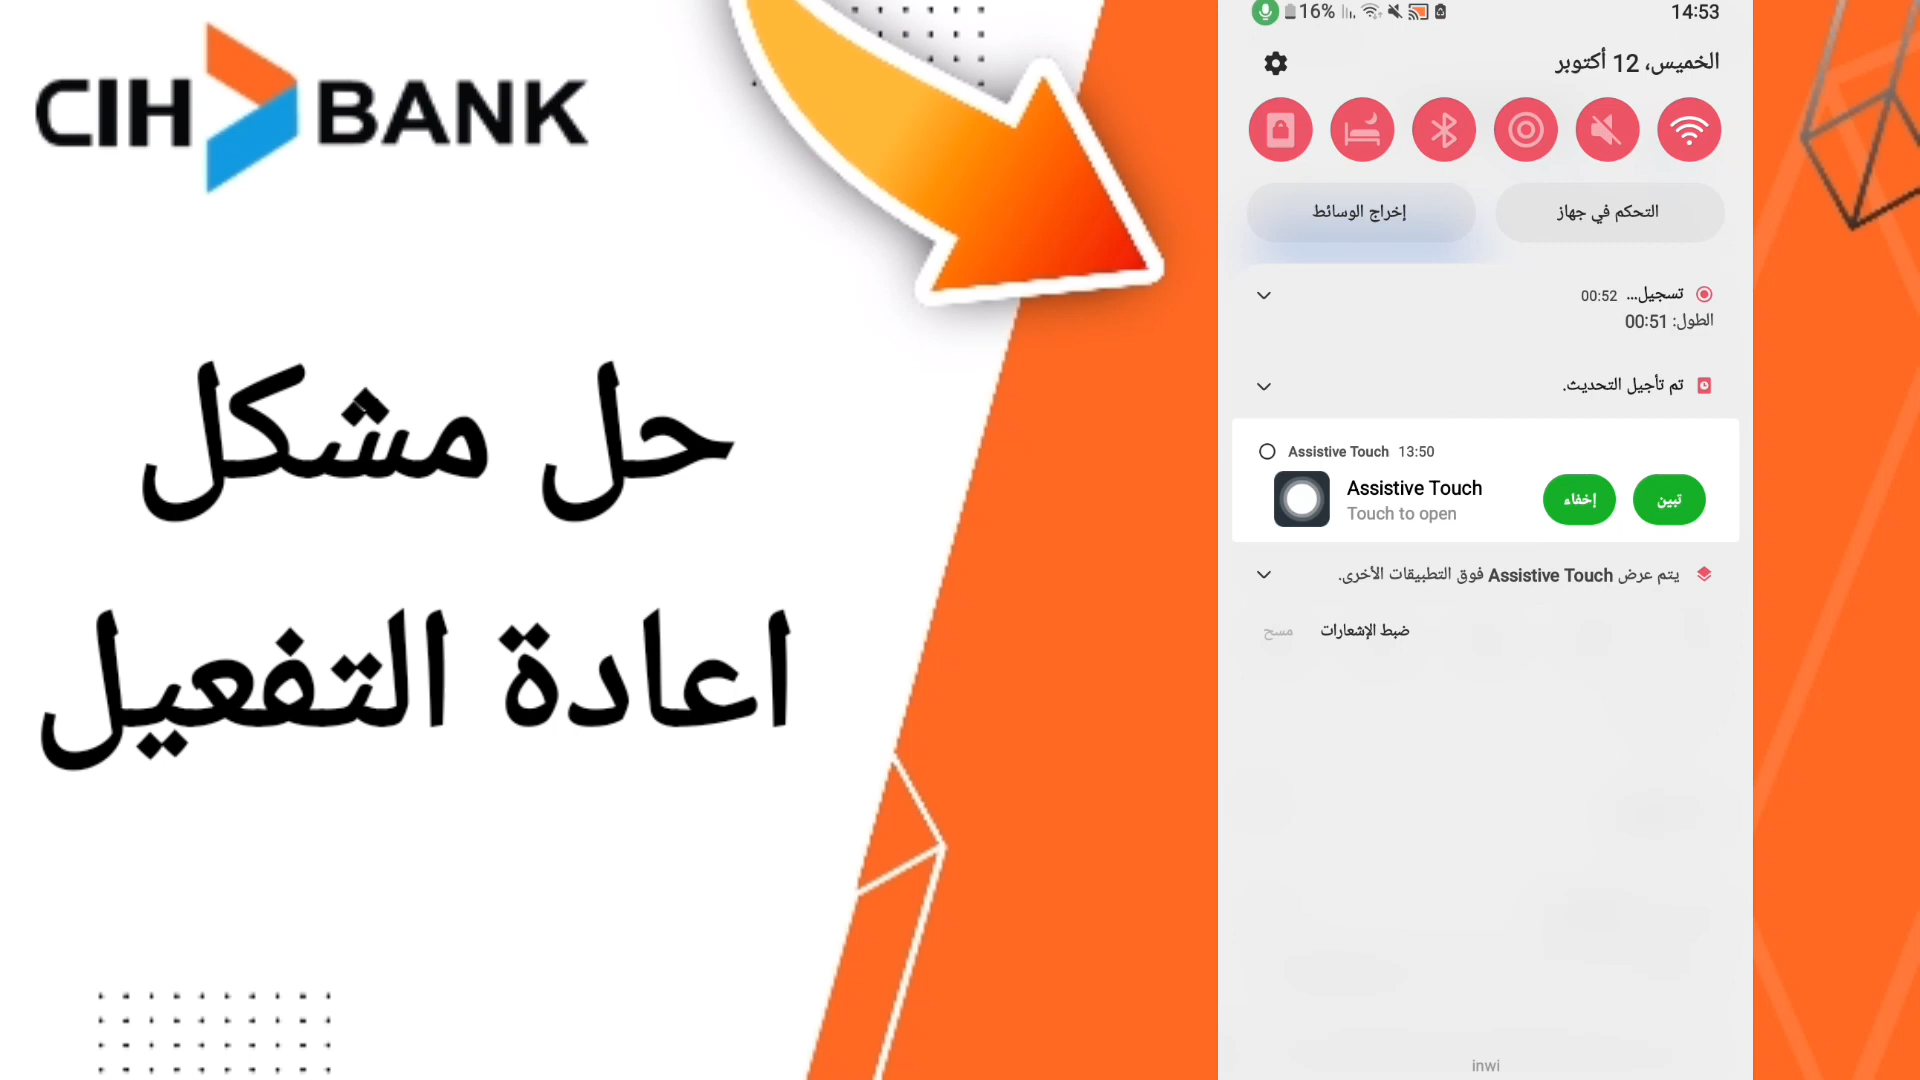 CIH BANK
حل مشكل
اعادة التفعيل
16% 14:53
الخميس، 12 أكتوبر
التحكم في جهاز
إخراج الوسائط
تسجيل... 00:52
الطول: 00:51
تم تأجيل التحديث.
Assistive Touch 13:50
Assistive Touch
Touch to open
تبين
إخفاء
يتم عرض Assistive Touch فوق التطبيقات الأخرى.
ضبط الإشعارات
مسح
inwi